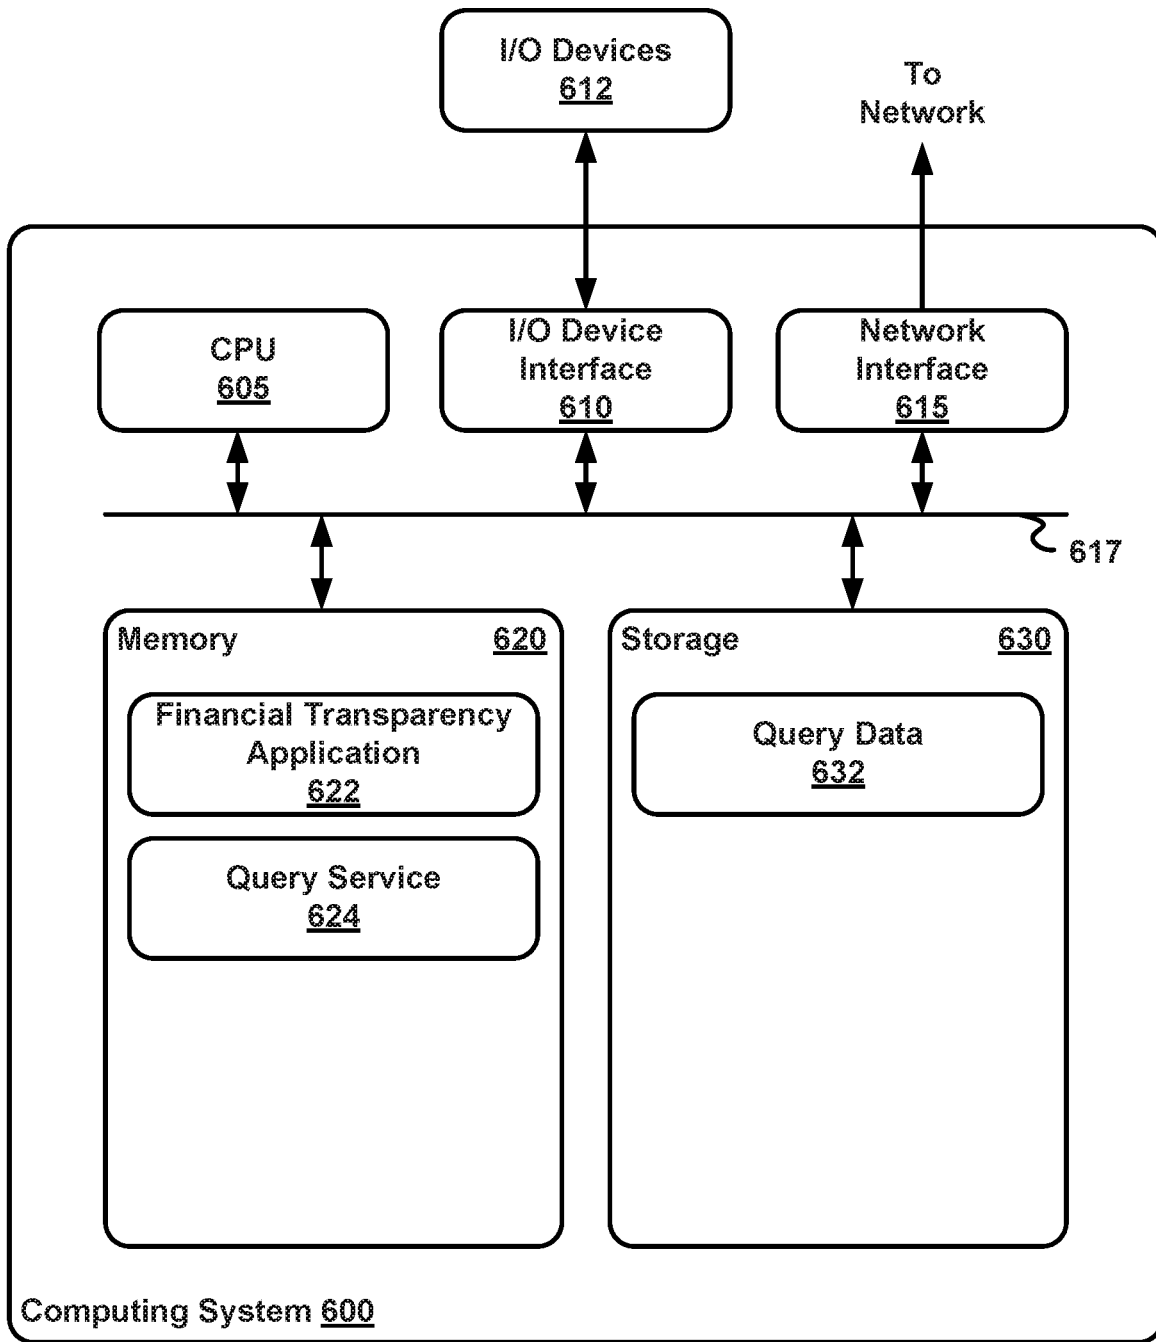 I/O Devices
612
To
Network
CPU
605
I/O Device
Interface
610
Network
Interface
615
617
Memory 620
Financial Transparency
Application
622
Query Service
624
Storage 630
Query Data
632
Computing System 600